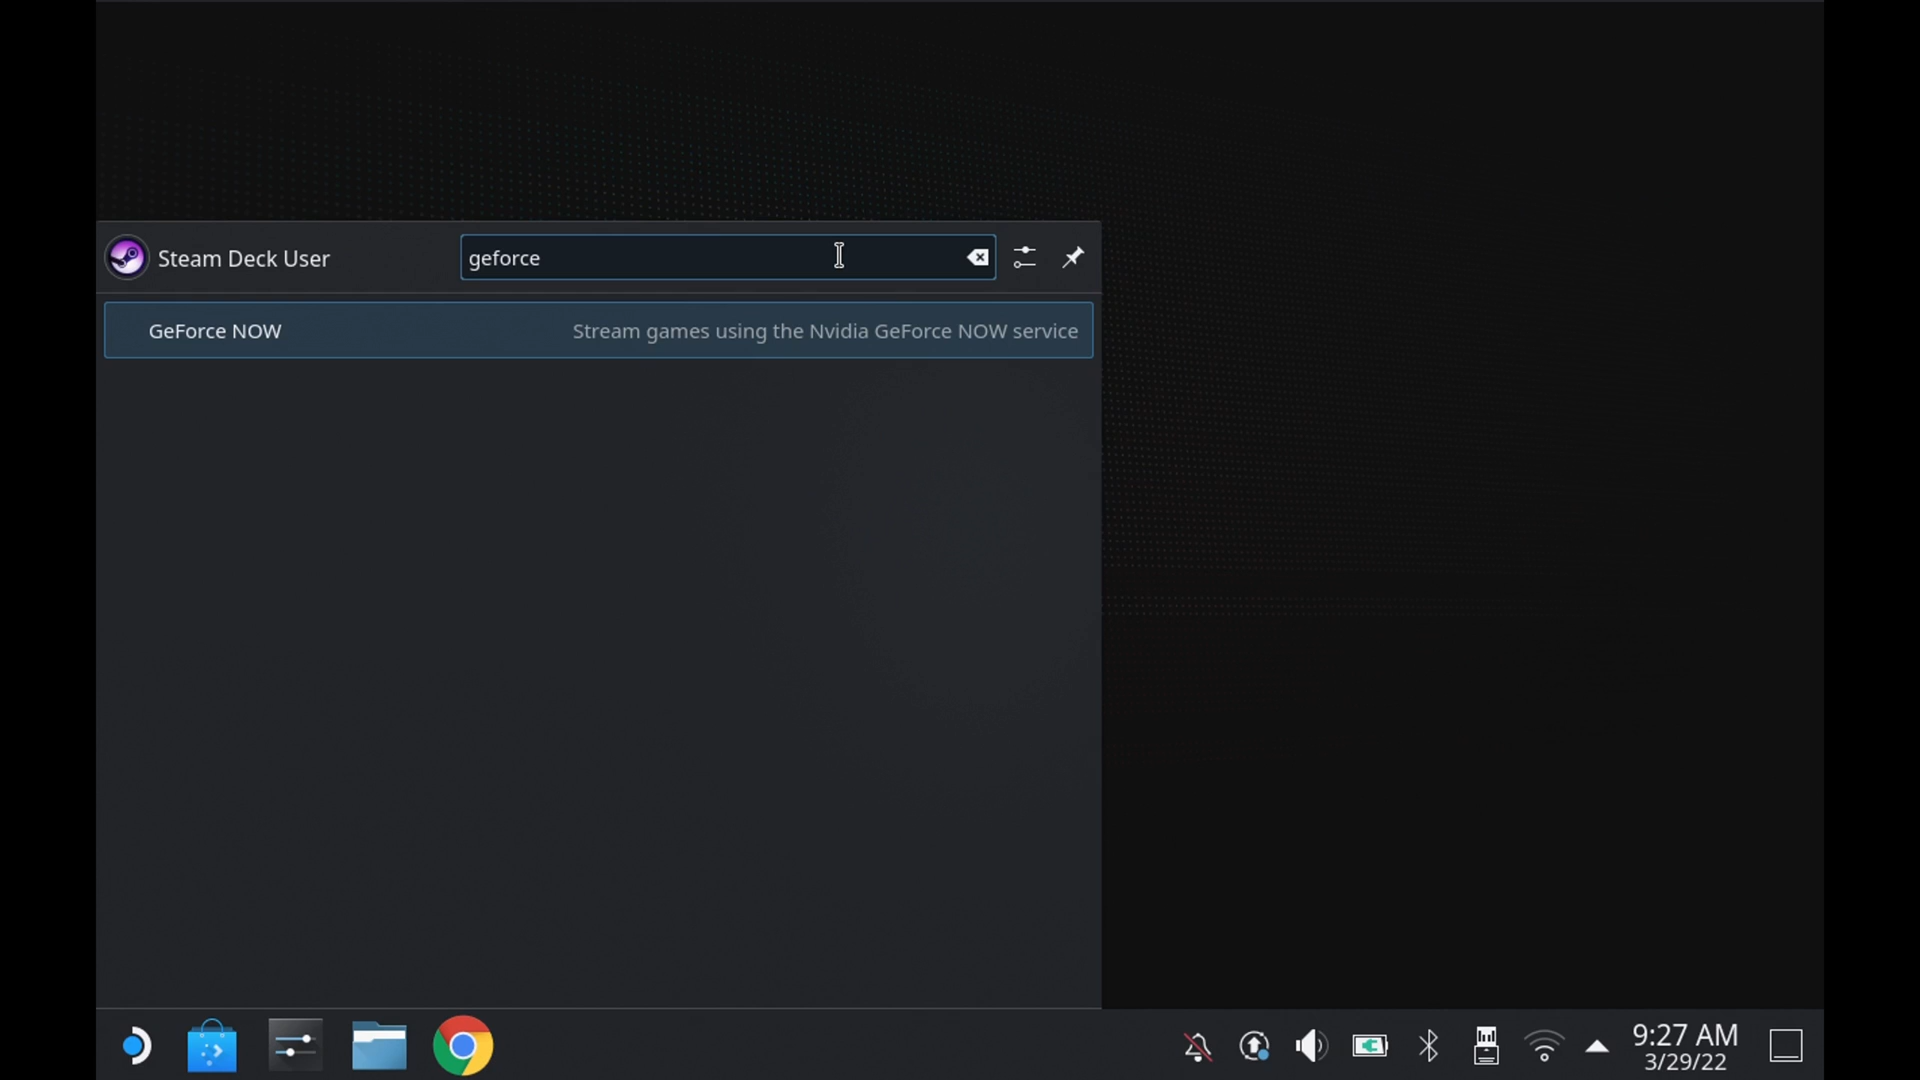 Steam Deck User
geforce
GeForce NOW
Stream games using the Nvidia GeForce NOW service
9:27 AM
3/29/22